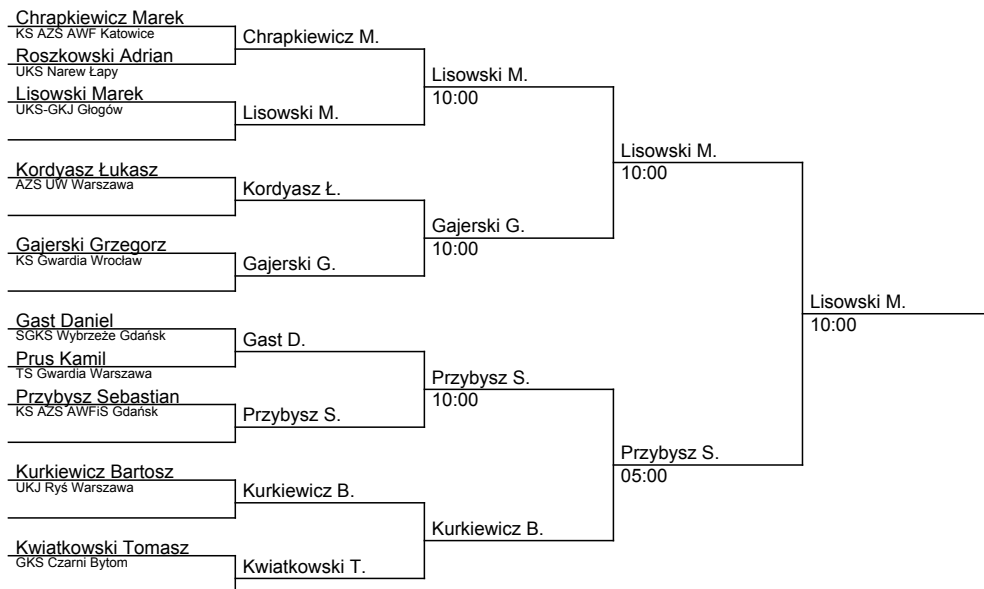 Chrapkiewicz Marek
KS AZS AWF Katowice
Roszkowski Adrian
UKS Narew Łapy
Lisowski Marek
UKS-GKJ Głogów
Kordyasz Łukasz
AZS UW Warszawa
Gajerski Grzegorz
KS Gwardia Wrocław
Gast Daniel
SGKS Wybrzeże Gdańsk
Prus Kamil
TS Gwardia Warszawa
Przybysz Sebastian
KS AZS AWFiS Gdańsk
Kurkiewicz Bartosz
UKJ Ryś Warszawa
Kwiatkowski Tomasz
GKS Czarni Bytom
Chrapkiewicz M.
Lisowski M.
Kordyasz Ł.
Gajerski G.
Gast D.
Przybysz S.
Kurkiewicz B.
Kwiatkowski T.
Lisowski M.
10:00
Gajerski G.
10:00
Przybysz S.
10:00
Kurkiewicz B.
Lisowski M.
10:00
Przybysz S.
05:00
Lisowski M.
10:00